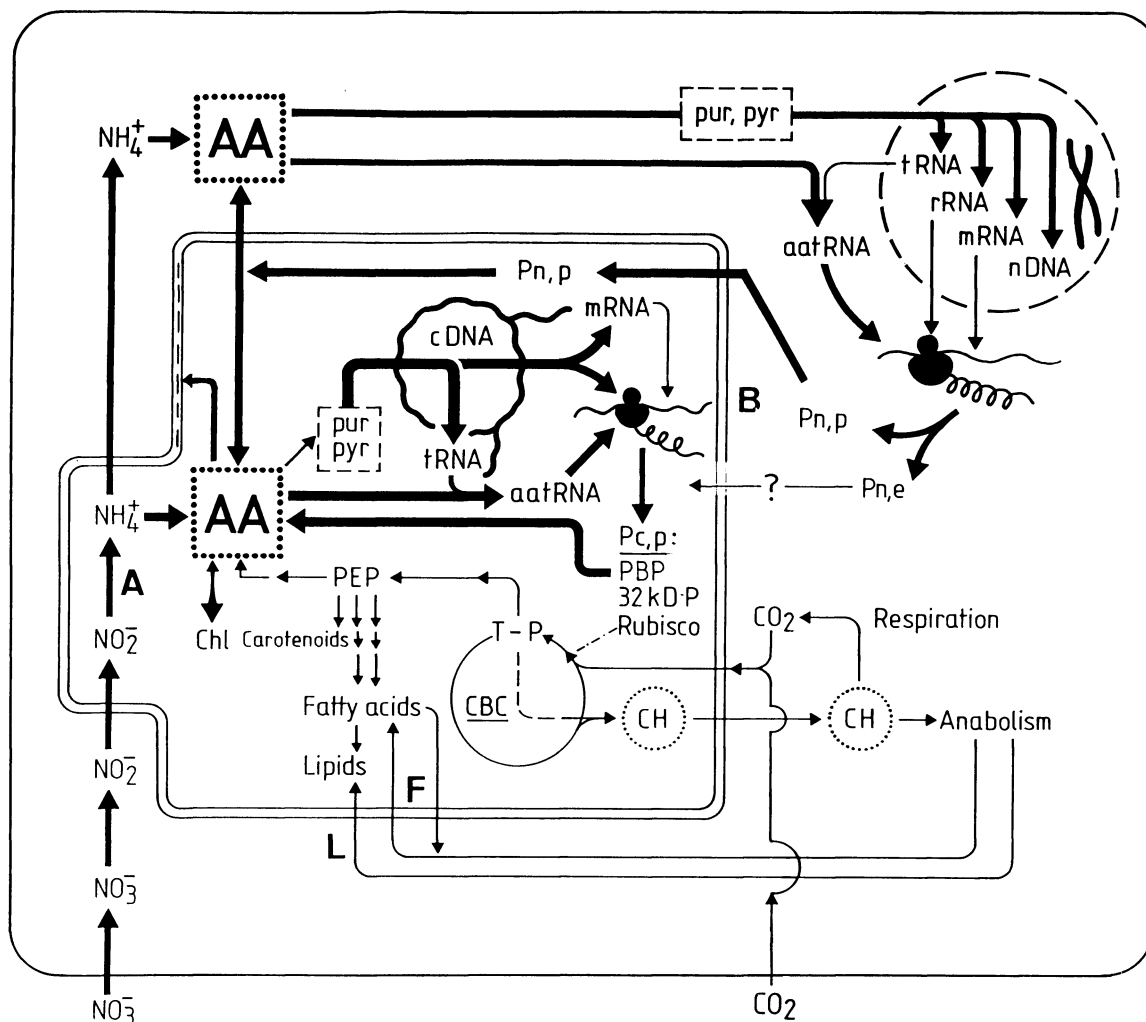 pur, pyr
NH₄⁺
AA
tRNA
rRNA
mRNA
nDNA
aatRNA
Pn,p
mRNA
cDNA
B
pur
pyr
Pn,p
tRNA
aatRNA
?
Pn,e
NH₄⁺
AA
A
Pc,p:
PBP
32kD·P
Rubisco
PEP
NO₂⁻
Chl
Carotenoids
T-P
CO₂
Respiration
Fatty acids
CBC
CH
CH
Anabolism
NO₂⁻
Lipids
F
L
NO₃⁻
NO₃⁻
CO₂